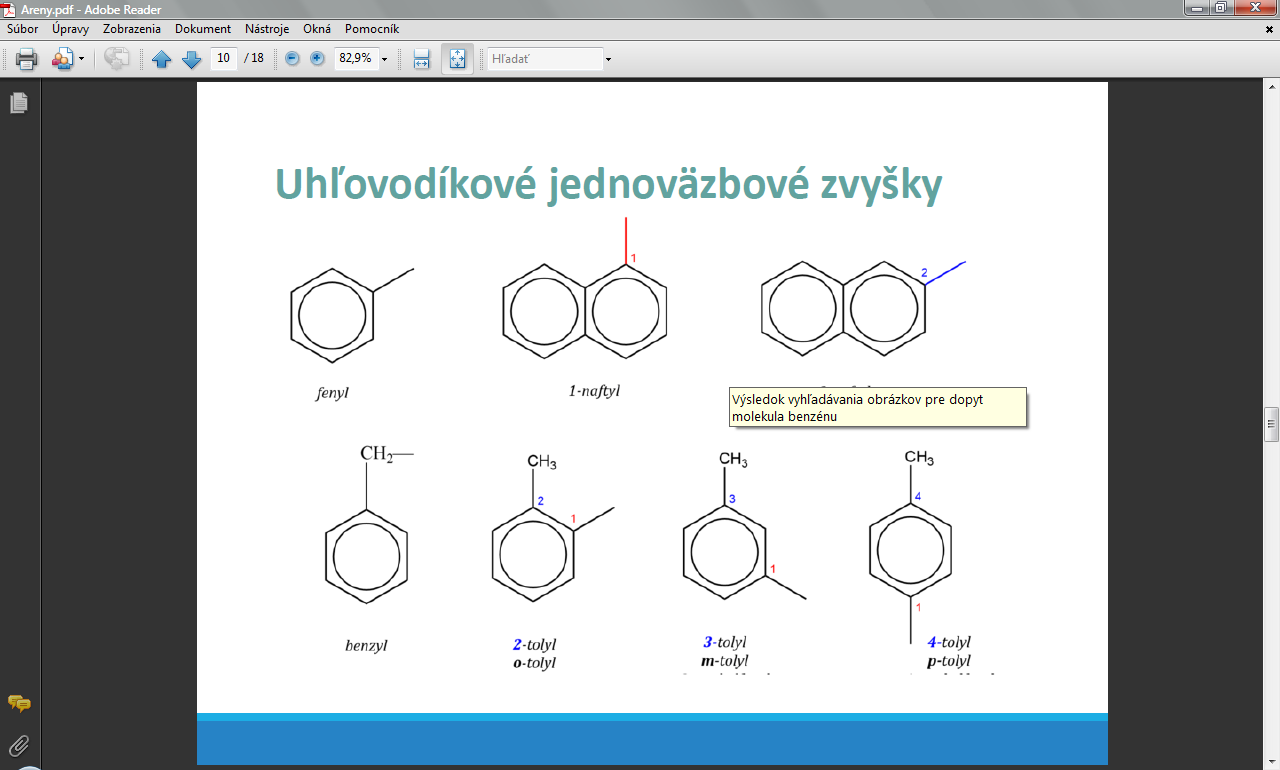 Areny.pdf - Adobe Reader
Súbor Úpravy Zobrazenia Dokument Nástroje Okná Pomocník
10 / 18 82,9% Hľadať
Uhľovodíkové jednoväzbové zvyšky
1
2
fenyl
1-naftyl
Výsledok vyhľadávania obrázkov pre dopyt
molekula benzénu
CH2
CH3
CH3
CH3
2
1
3
1
4
1
benzyl
2-tolyl
o-tolyl
3-tolyl
m-tolyl
4-tolyl
p-tolyl